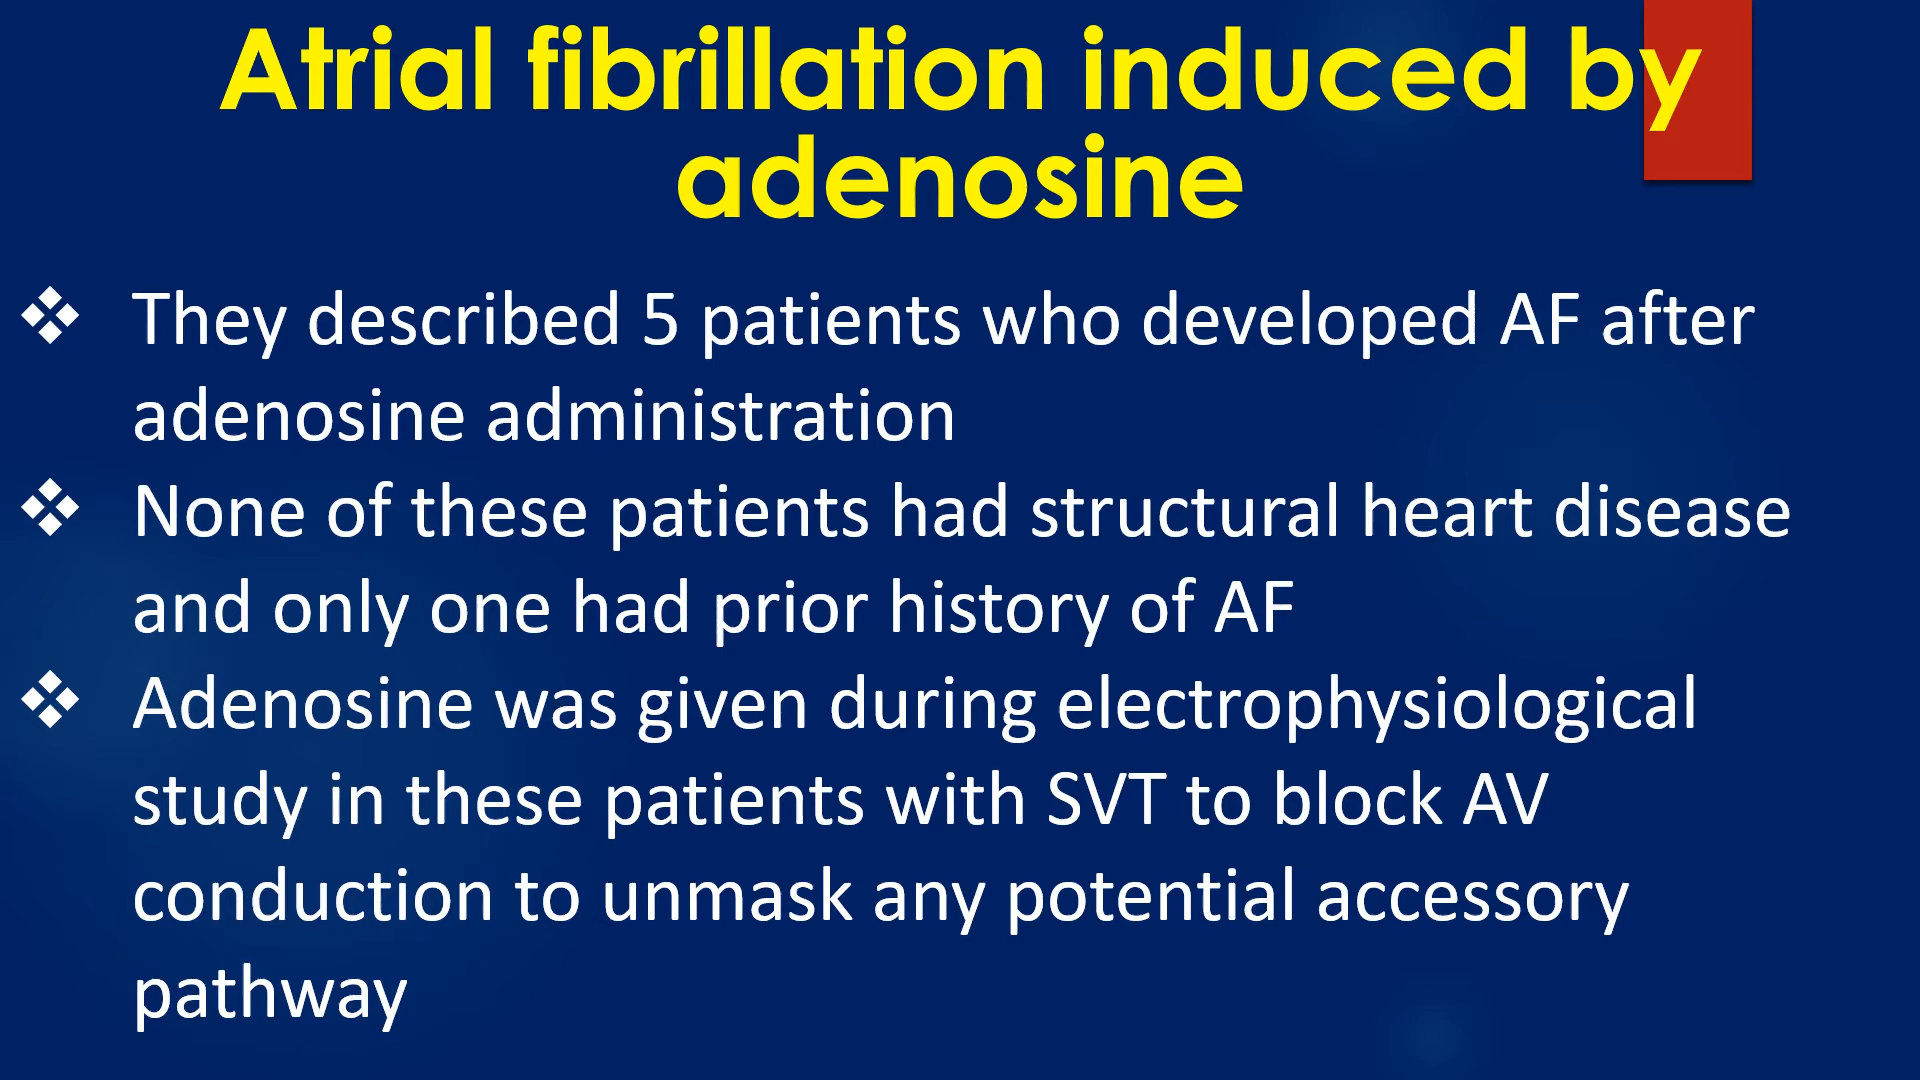 Atrial fibrillation induced by
adenosine
❖ They described 5 patients who developed AF after
adenosine administration
❖ None of these patients had structural heart disease
and only one had prior history of AF
❖ Adenosine was given during electrophysiological
study in these patients with SVT to block AV
conduction to unmask any potential accessory
pathway